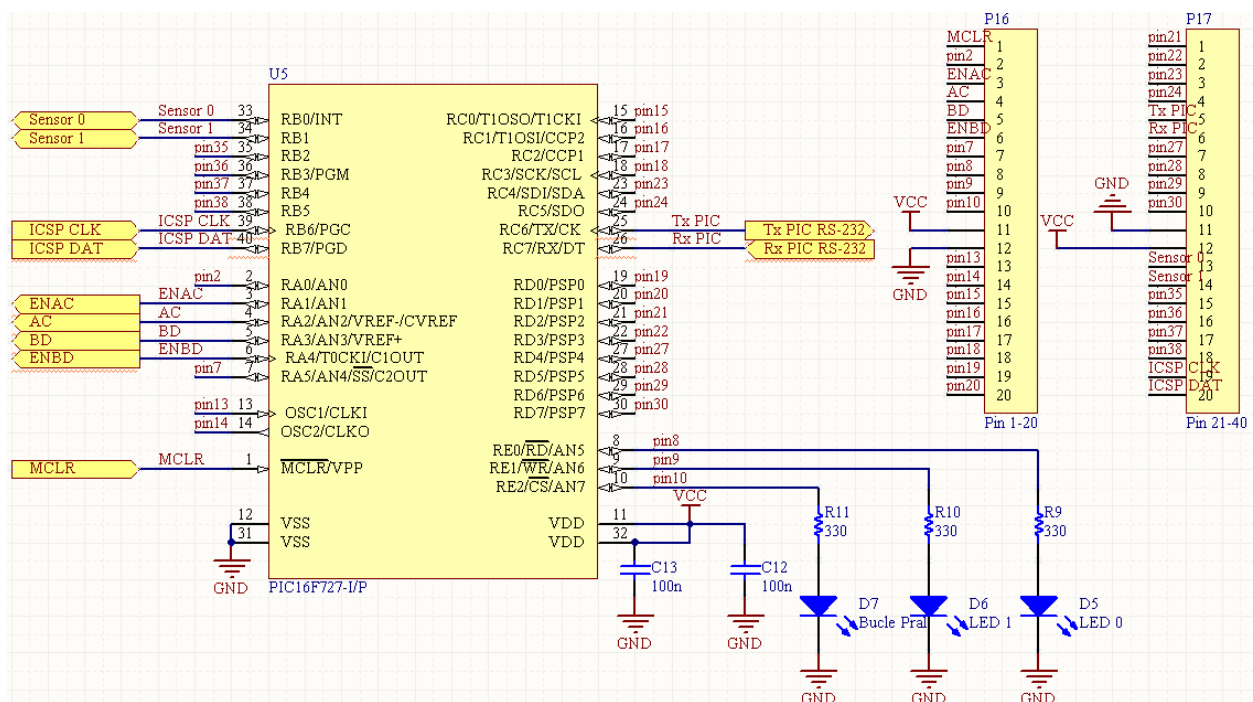 U5
Sensor 0 Sensor 0 33 RB0/INT
Sensor 1 Sensor 1 34 RB1
pin35 35 RB2
pin36 36 RB3/PGM
pin37 37 RB4
pin38 38 RB5
ICSP CLK ICSP CLK 39 RB6/PGC
ICSP DAT ICSP DAT 40 RB7/PGD
pin2 2 RA0/AN0
ENAC ENAC 3 RA1/AN1
AC AC 4 RA2/AN2/VREF-/CVREF
BD BD 5 RA3/AN3/VREF+
ENBD ENBD 6 RA4/T0CKI/C1OUT
pin7 7 RA5/AN4/SS/C2OUT
pin13 13 OSC1/CLKI
pin14 14 OSC2/CLKO
MCLR MCLR 1 MCLR/VPP
12 VSS
31 VSS
GND
PIC16F727-I/P
RC0/T1OSO/T1CKI 15 pin15
RC1/T1OSI/CCP2 16 pin16
RC2/CCP1 17 pin17
RC3/SCK/SCL 18 pin18
RC4/SDI/SDA 23 pin23
RC5/SDO 24 pin24
RC6/TX/CK 25 Tx PIC Tx PIC RS-232
RC7/RX/DT 26 Rx PIC Rx PIC RS-232
RD0/PSP0 19 pin19
RD1/PSP1 20 pin20
RD2/PSP2 21 pin21
RD3/PSP3 22 pin22
RD4/PSP4 27 pin27
RD5/PSP5 28 pin28
RD6/PSP6 29 pin29
RD7/PSP7 30 pin30
RE0/RD/AN5 8 pin8
RE1/WR/AN6 9 pin9
RE2/CS/AN7 10 pin10
VCC
VDD 11
VDD 32
C13
100n
GND
C12
100n
GND
R11
330
D7
Bucle Pral
GND
R10
330
D6
LED 1
GND
R9
330
D5
LED 0
GND
P16
MCLR 1
pin2 2
ENAC 3
AC 4
BD 5
ENBD 6
pin7 7
pin8 8
pin9 9
pin10 10
VCC 11
12
GND
pin13 13
pin14 14
pin15 15
pin16 16
pin17 17
pin18 18
pin19 19
pin20 20
Pin 1-20
P17
pin21 1
pin22 2
pin23 3
pin24 4
Tx PIC 5
Rx PIC 6
pin27 7
pin28 8
pin29 9
pin30 10
GND 11
VCC 12
Sensor 0 13
Sensor 1 14
pin35 15
pin36 16
pin37 17
pin38 18
ICSP CLK 19
ICSP DAT 20
Pin 21-40